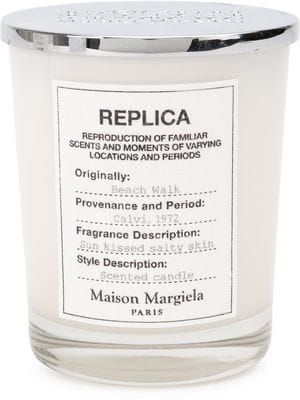 REPLICA
REPRODUCTION OF FAMILIAR
SCENTS AND MOMENTS OF VARYING
LOCATIONS AND PERIODS
Originally:
Beach Walk
Provenance and Period:
Calvi, 1972
Fragrance Description:
Sun kissed salty skin
Style Description:
Scented candle
Maison Margiela
PARIS